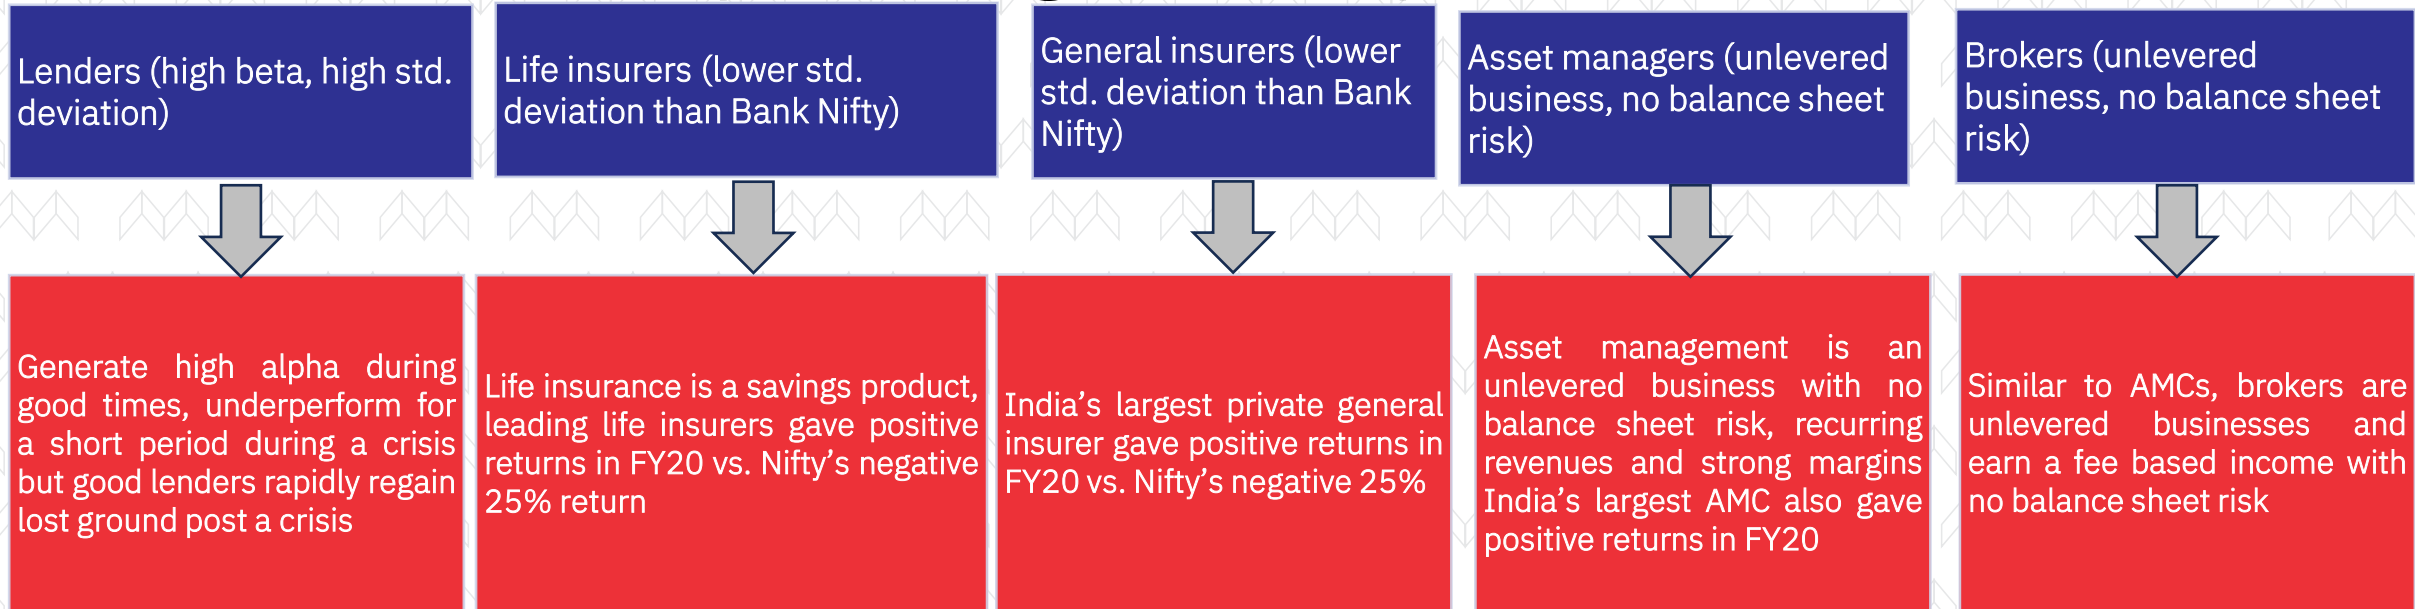 Lenders (high beta, high std.
deviation)
Life insurers (lower std.
deviation than Bank Nifty)
General insurers (lower
std. deviation than Bank
Nifty)
Asset managers (unlevered
business, no balance sheet
risk)
Brokers (unlevered
business, no balance sheet
risk)
Generate high alpha during
good times, underperform for
a short period during a crisis
but good lenders rapidly regain
lost ground post a crisis
Life insurance is a savings product,
leading life insurers gave positive
returns in FY20 vs. Nifty’s negative
25% return
India’s largest private general
insurer gave positive returns in
FY20 vs. Nifty’s negative 25%
Asset management is an
unlevered business with no
balance sheet risk, recurring
revenues and strong margins
India’s largest AMC also gave
positive returns in FY20
Similar to AMCs, brokers are
unlevered businesses and
earn a fee based income with
no balance sheet risk